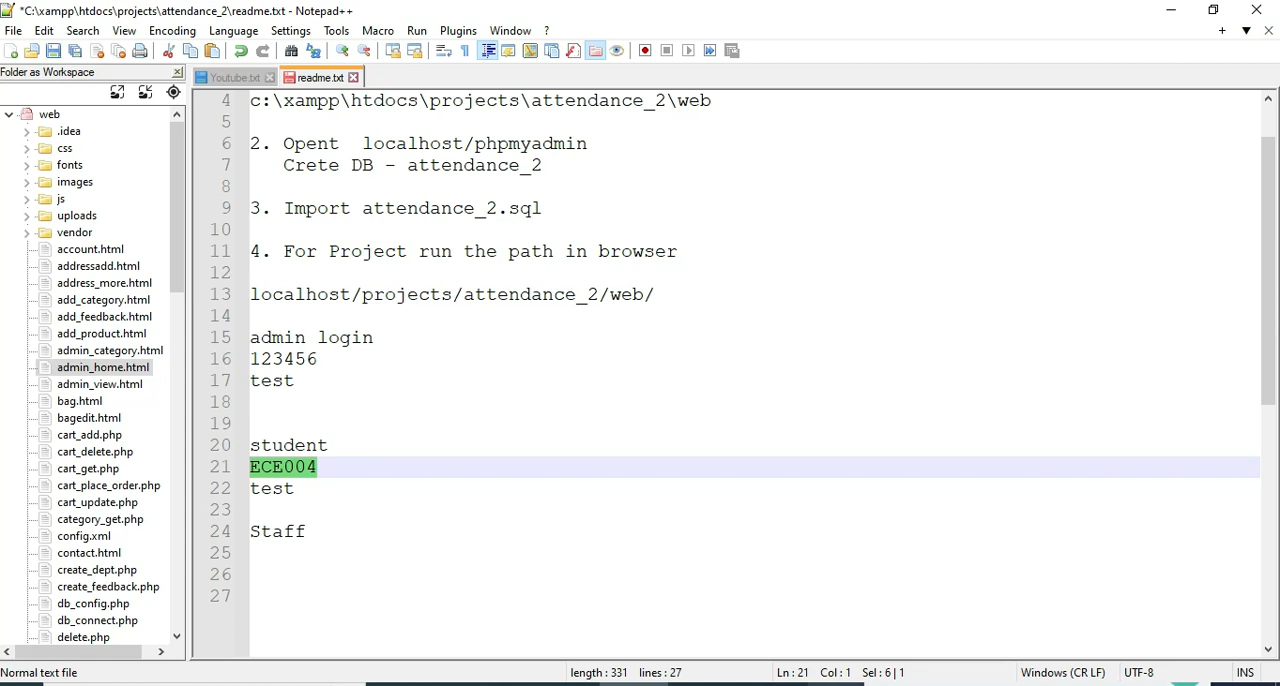 *C:\xampp\htdocs\projects\attendance_2\readme.txt - Notepad++
File Edit Search View Encoding Language Settings Tools Macro Run Plugins Window ?
Folder as Workspace
Youtube.txt readme.txt
web
.idea
css
fonts
images
js
uploads
vendor
account.html
addressadd.html
address_more.html
add_category.html
add_feedback.html
add_product.html
admin_category.html
admin_home.html
admin_view.html
bag.html
bagedit.html
cart_add.php
cart_delete.php
cart_get.php
cart_place_order.php
cart_update.php
category_get.php
config.xml
contact.html
create_dept.php
create_feedback.php
db_config.php
db_connect.php
delete.php
4 c:\xampp\htdocs\projects\attendance_2\web
5
6 2. Opent  localhost/phpmyadmin
7    Crete DB - attendance_2
8
9 3. Import attendance_2.sql
10
11 4. For Project run the path in browser
12
13 localhost/projects/attendance_2/web/
14
15 admin login
16 123456
17 test
18
19
20 student
21 ECE004
22 test
23
24 Staff
25
26
27
Normal text file length : 331 lines : 27 Ln : 21 Col : 1 Sel : 6 | 1 Windows (CR LF) UTF-8 INS